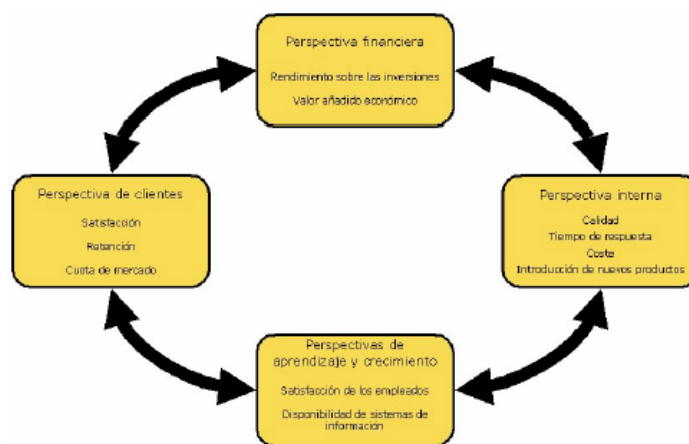 Perspectiva financiera
Rendimiento sobre las inversiones
Valor añadido económico
Perspectiva de clientes
Satisfacción
Retención
Cuota de mercado
Perspectiva interna
Calidad
Tiempo de respuesta
Coste
Introducción de nuevos productos
Perspectivas de
aprendizaje y crecimiento
Satisfacción de los empleados
Disponibilidad de sistemas de
información